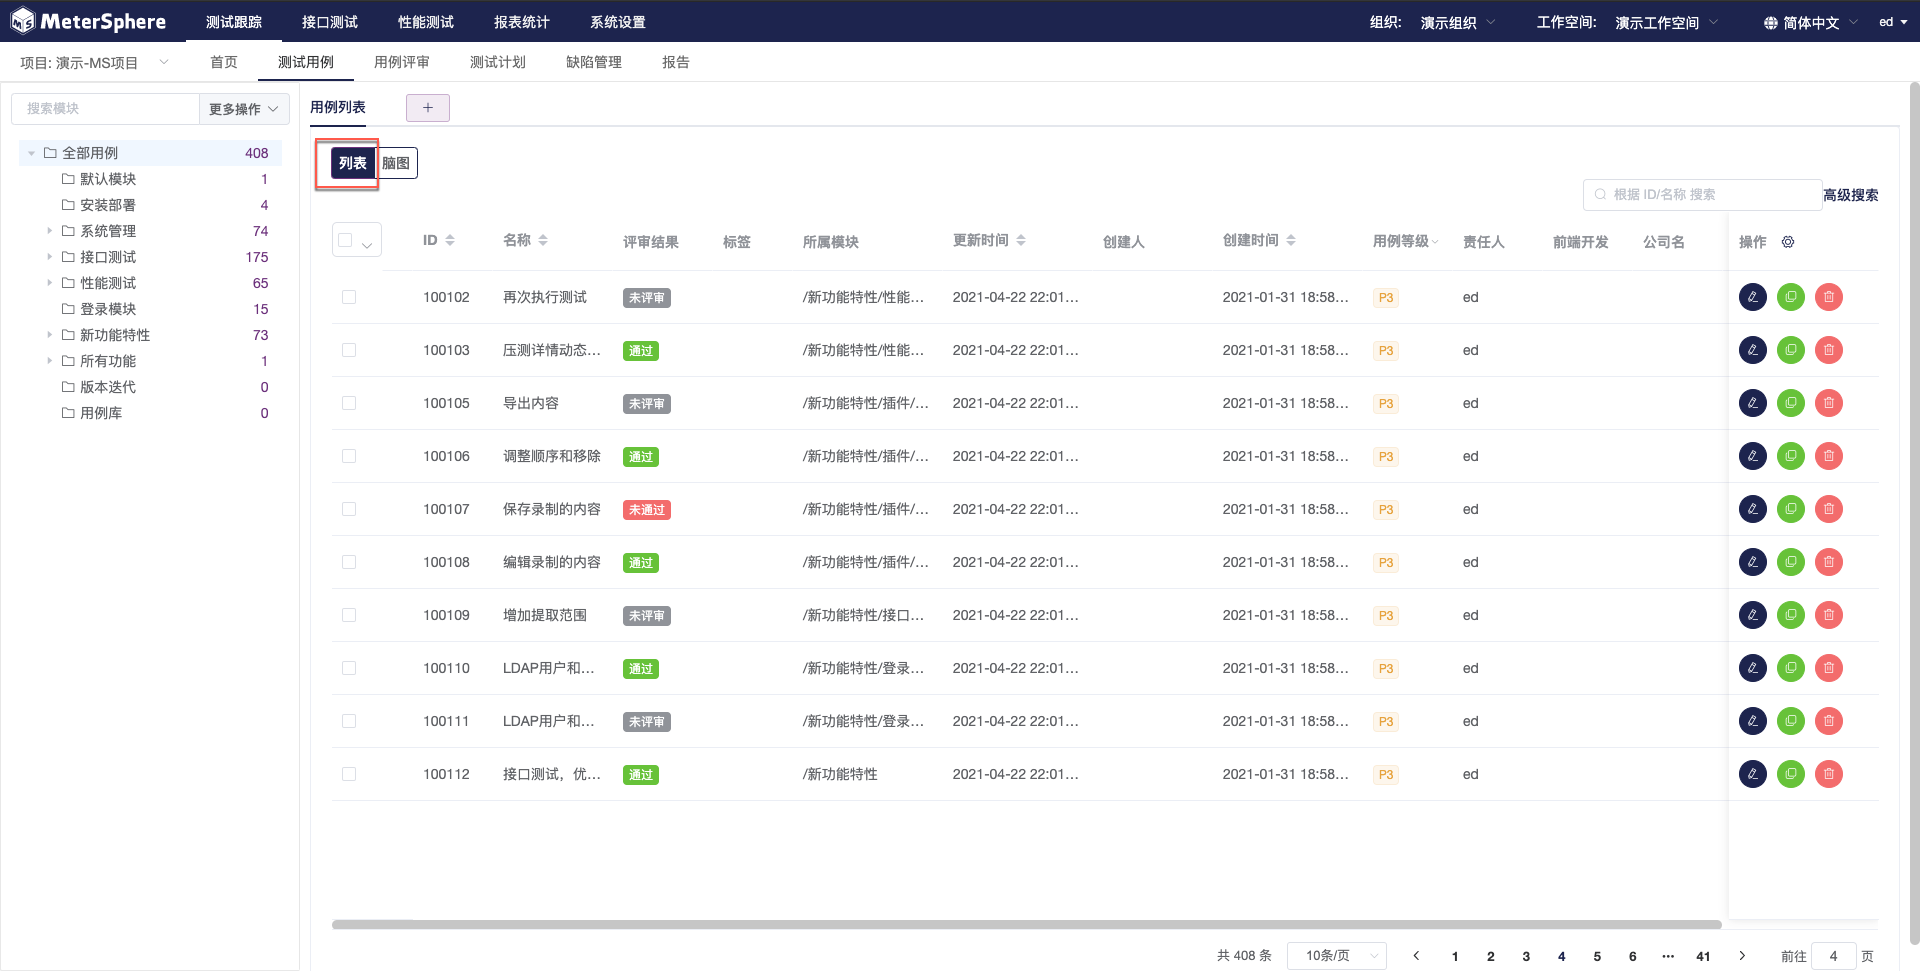 MeterSphere 测试跟踪 接口测试 性能测试 报表统计 系统设置 组织: 演示组织 工作空间: 演示工作空间 简体中文 ed
项目: 演示-MS项目 首页 测试用例 用例评审 测试计划 缺陷管理 报告
搜索模块 更多操作
全部用例 408
默认模块 1
安装部署 4
系统管理 74
接口测试 175
性能测试 65
登录模块 15
新功能特性 73
所有功能 1
版本迭代 0
用例库 0
用例列表 +
列表 脑图
根据 ID/名称 搜索 高级搜索
ID 名称 评审结果 标签 所属模块 更新时间 创建人 创建时间 用例等级 责任人 前端开发 公司名 操作
100102 再次执行测试 未评审 /新功能特性/性能... 2021-04-22 22:01... 2021-01-31 18:58... P3 ed
100103 压测详情动态... 通过 /新功能特性/性能... 2021-04-22 22:01... 2021-01-31 18:58... P3 ed
100105 导出内容 未评审 /新功能特性/插件/... 2021-04-22 22:01... 2021-01-31 18:58... P3 ed
100106 调整顺序和移除 通过 /新功能特性/插件/... 2021-04-22 22:01... 2021-01-31 18:58... P3 ed
100107 保存录制的内容 未通过 /新功能特性/插件/... 2021-04-22 22:01... 2021-01-31 18:58... P3 ed
100108 编辑录制的内容 通过 /新功能特性/插件/... 2021-04-22 22:01... 2021-01-31 18:58... P3 ed
100109 增加提取范围 未评审 /新功能特性/接口... 2021-04-22 22:01... 2021-01-31 18:58... P3 ed
100110 LDAP用户和... 通过 /新功能特性/登录... 2021-04-22 22:01... 2021-01-31 18:58... P3 ed
100111 LDAP用户和... 未评审 /新功能特性/登录... 2021-04-22 22:01... 2021-01-31 18:58... P3 ed
100112 接口测试，优... 通过 /新功能特性 2021-04-22 22:01... 2021-01-31 18:58... P3 ed
共 408 条 10条/页 1 2 3 4 5 6 ... 41 前往 4 页